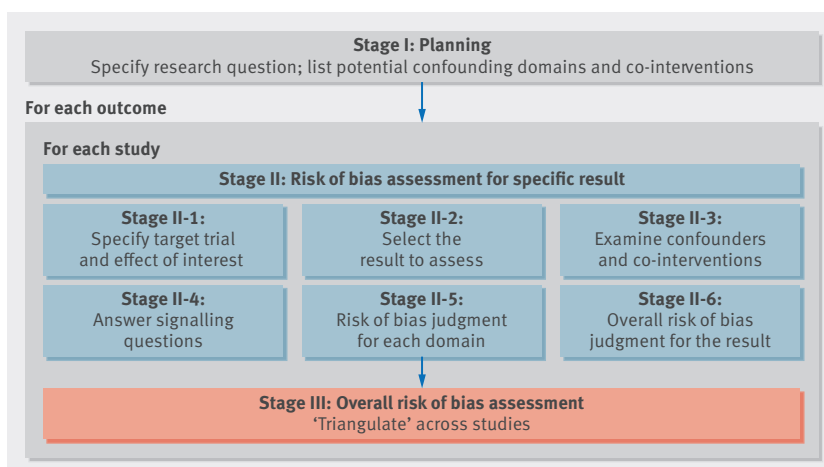 Stage I: Planning
Specify research question; list potential confounding domains and co-interventions
For each outcome
For each study
Stage II: Risk of bias assessment for specific result
Stage II-1:
Specify target trial
and effect of interest
Stage II-2:
Select the
result to assess
Stage II-3:
Examine confounders
and co-interventions
Stage II-4:
Answer signalling
questions
Stage II-5:
Risk of bias judgment
for each domain
Stage II-6:
Overall risk of bias
judgment for the result
Stage III: Overall risk of bias assessment
‘Triangulate’ across studies